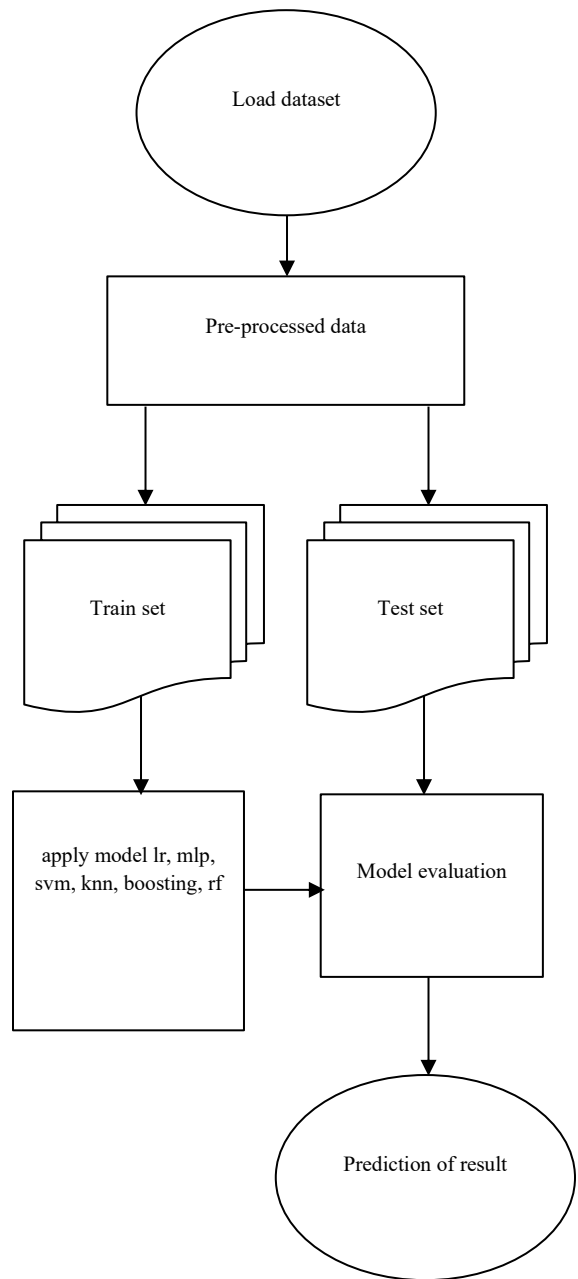 Load dataset
Pre-processed data
Train set
Test set
apply model lr, mlp,
svm, knn, boosting, rf
Model evaluation
Prediction of result